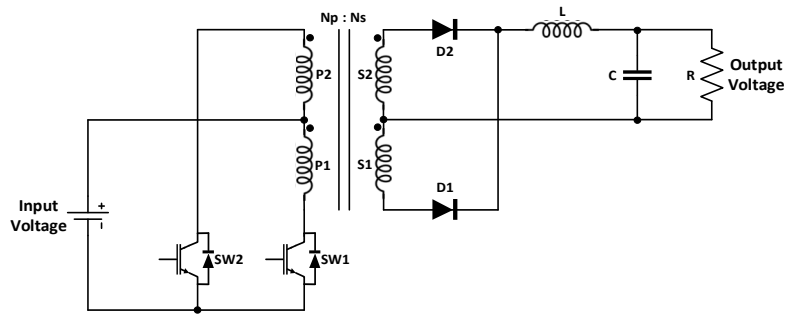 Np : Ns
L
D2
P2
S2
C
R
Output
Voltage
P1
S1
D1
Input
Voltage
+
SW2
SW1